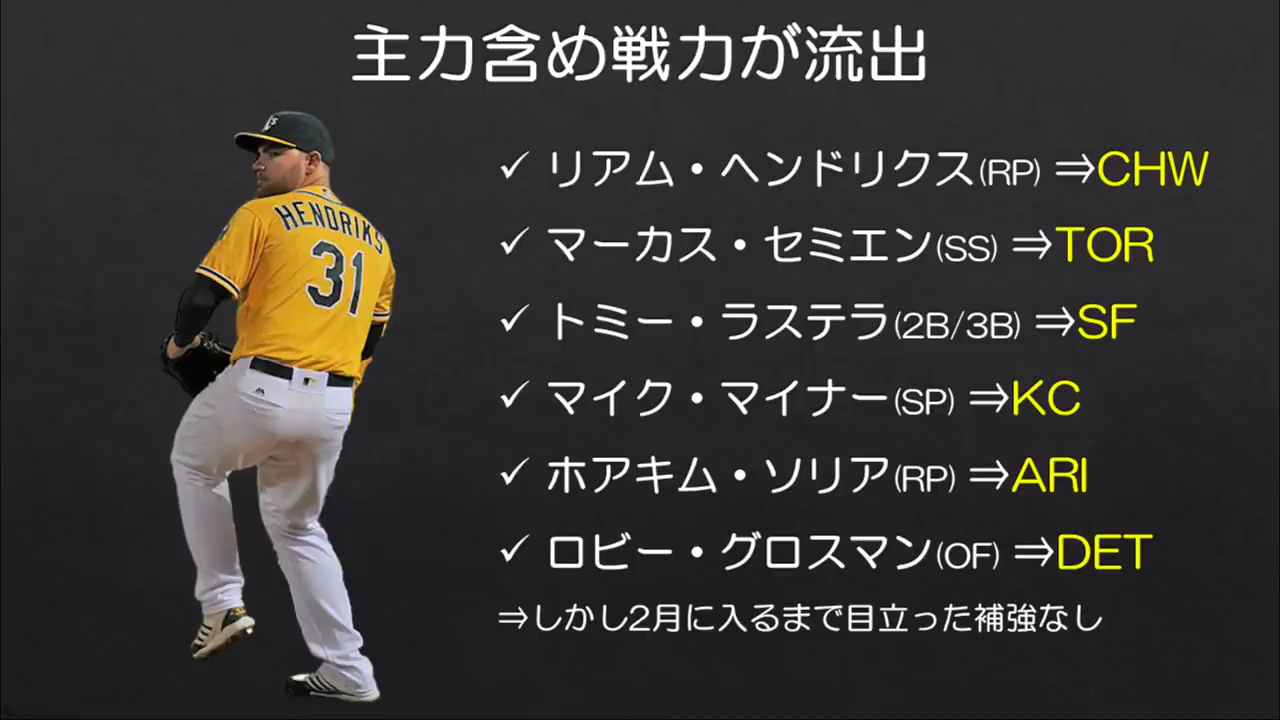 主力含め戦力が流出
✓ リアム・ヘンドリクス(RP) ⇒CHW
✓ マーカス・セミエン(SS) ⇒TOR
✓ トミー・ラステラ(2B/3B) ⇒SF
✓ マイク・マイナー(SP) ⇒KC
✓ ホアキム・ソリア(RP) ⇒ARI
✓ ロビー・グロスマン(OF) ⇒DET
⇒しかし2月に入るまで目立った補強なし
A's
HENDRIKS
31